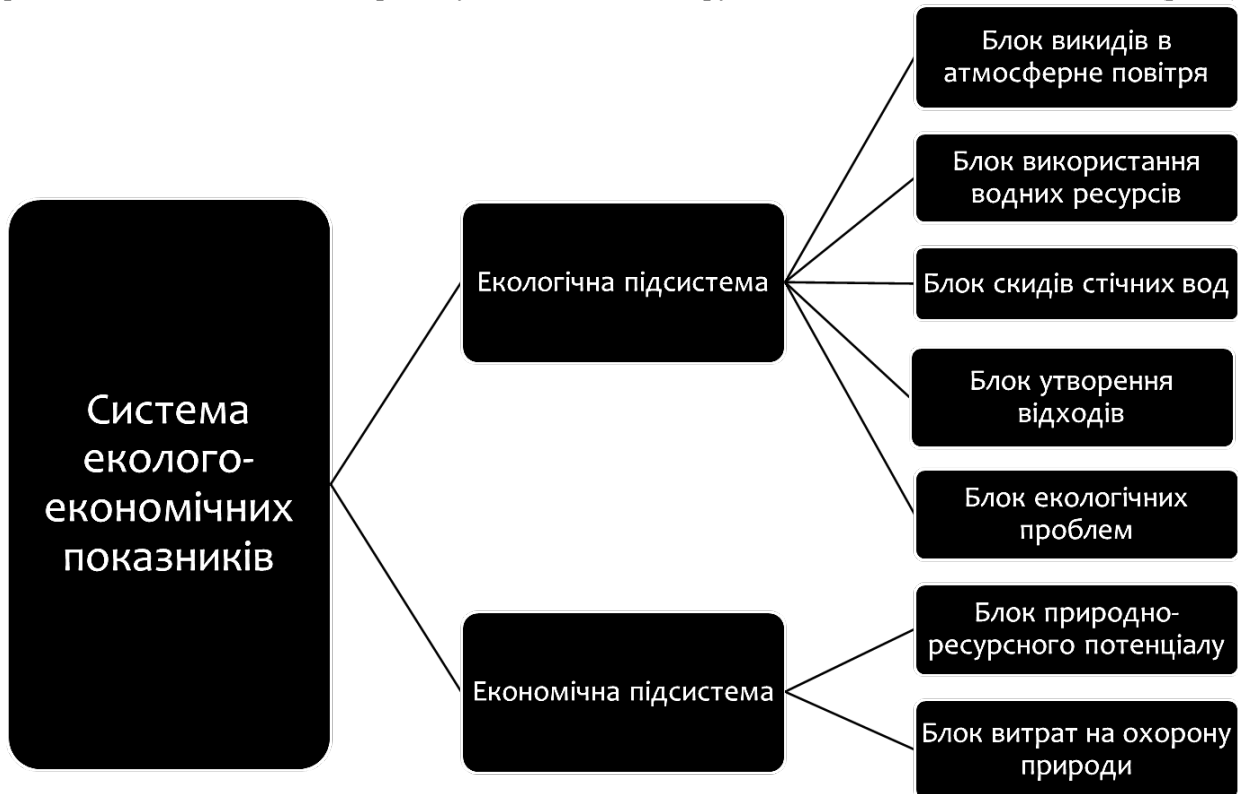 Система
еколого-
економічних
показників
Екологічна підсистема
Економічна підсистема
Блок викидів в
атмосферне повітря
Блок використання
водних ресурсів
Блок скидів стічних вод
Блок утворення
відходів
Блок екологічних
проблем
Блок природно-
ресурсного потенціалу
Блок витрат на охорону
природи